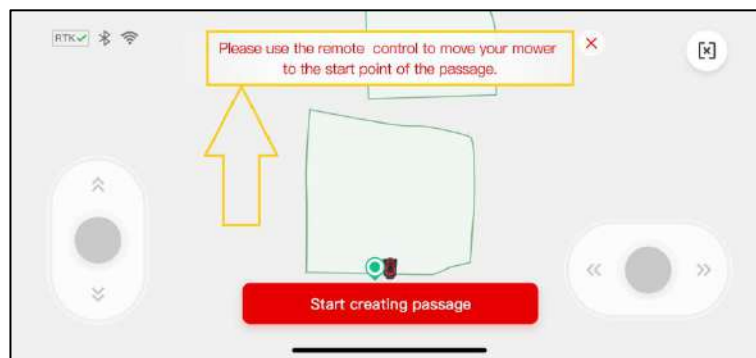 RTK
Please use the remote control to move your mower
to the start point of the passage.
Start creating passage